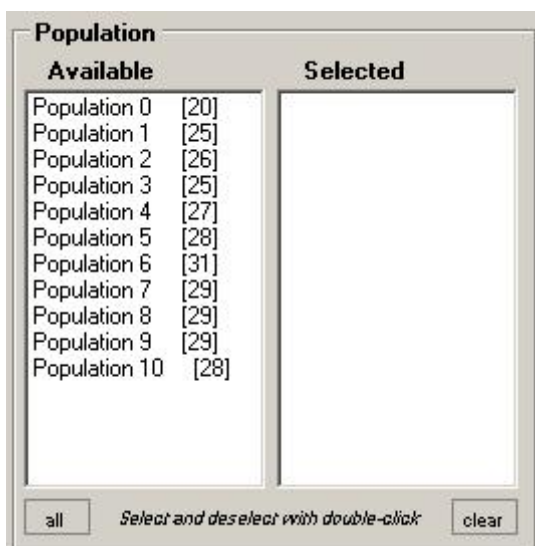 Population
Available Selected
Population 0 [20]
Population 1 [25]
Population 2 [26]
Population 3 [25]
Population 4 [27]
Population 5 [28]
Population 6 [31]
Population 7 [29]
Population 8 [29]
Population 9 [29]
Population 10 [28]
all Select and deselect with double-click clear